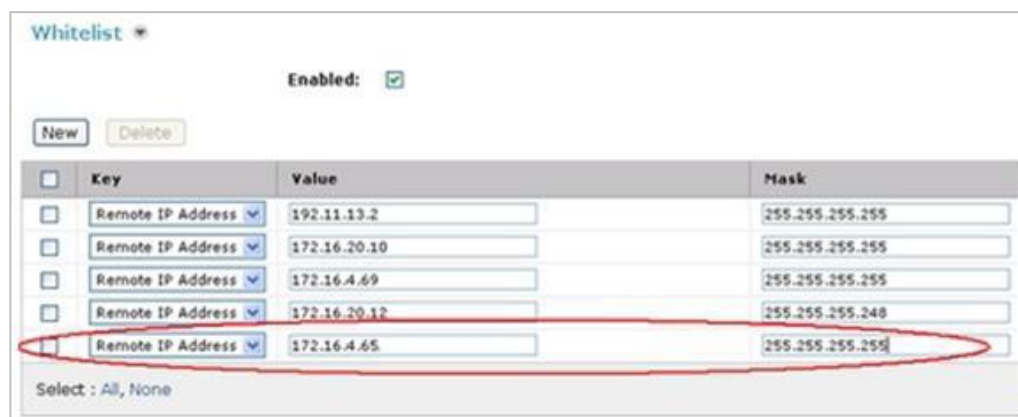 Whitelist
Enabled:
New Delete
Key Value Mask
Remote IP Address 192.11.13.2 255.255.255.255
Remote IP Address 172.16.20.10 255.255.255.255
Remote IP Address 172.16.4.69 255.255.255.255
Remote IP Address 172.16.20.12 255.255.255.248
Remote IP Address 172.16.4.65 255.255.255.255
Select : All, None